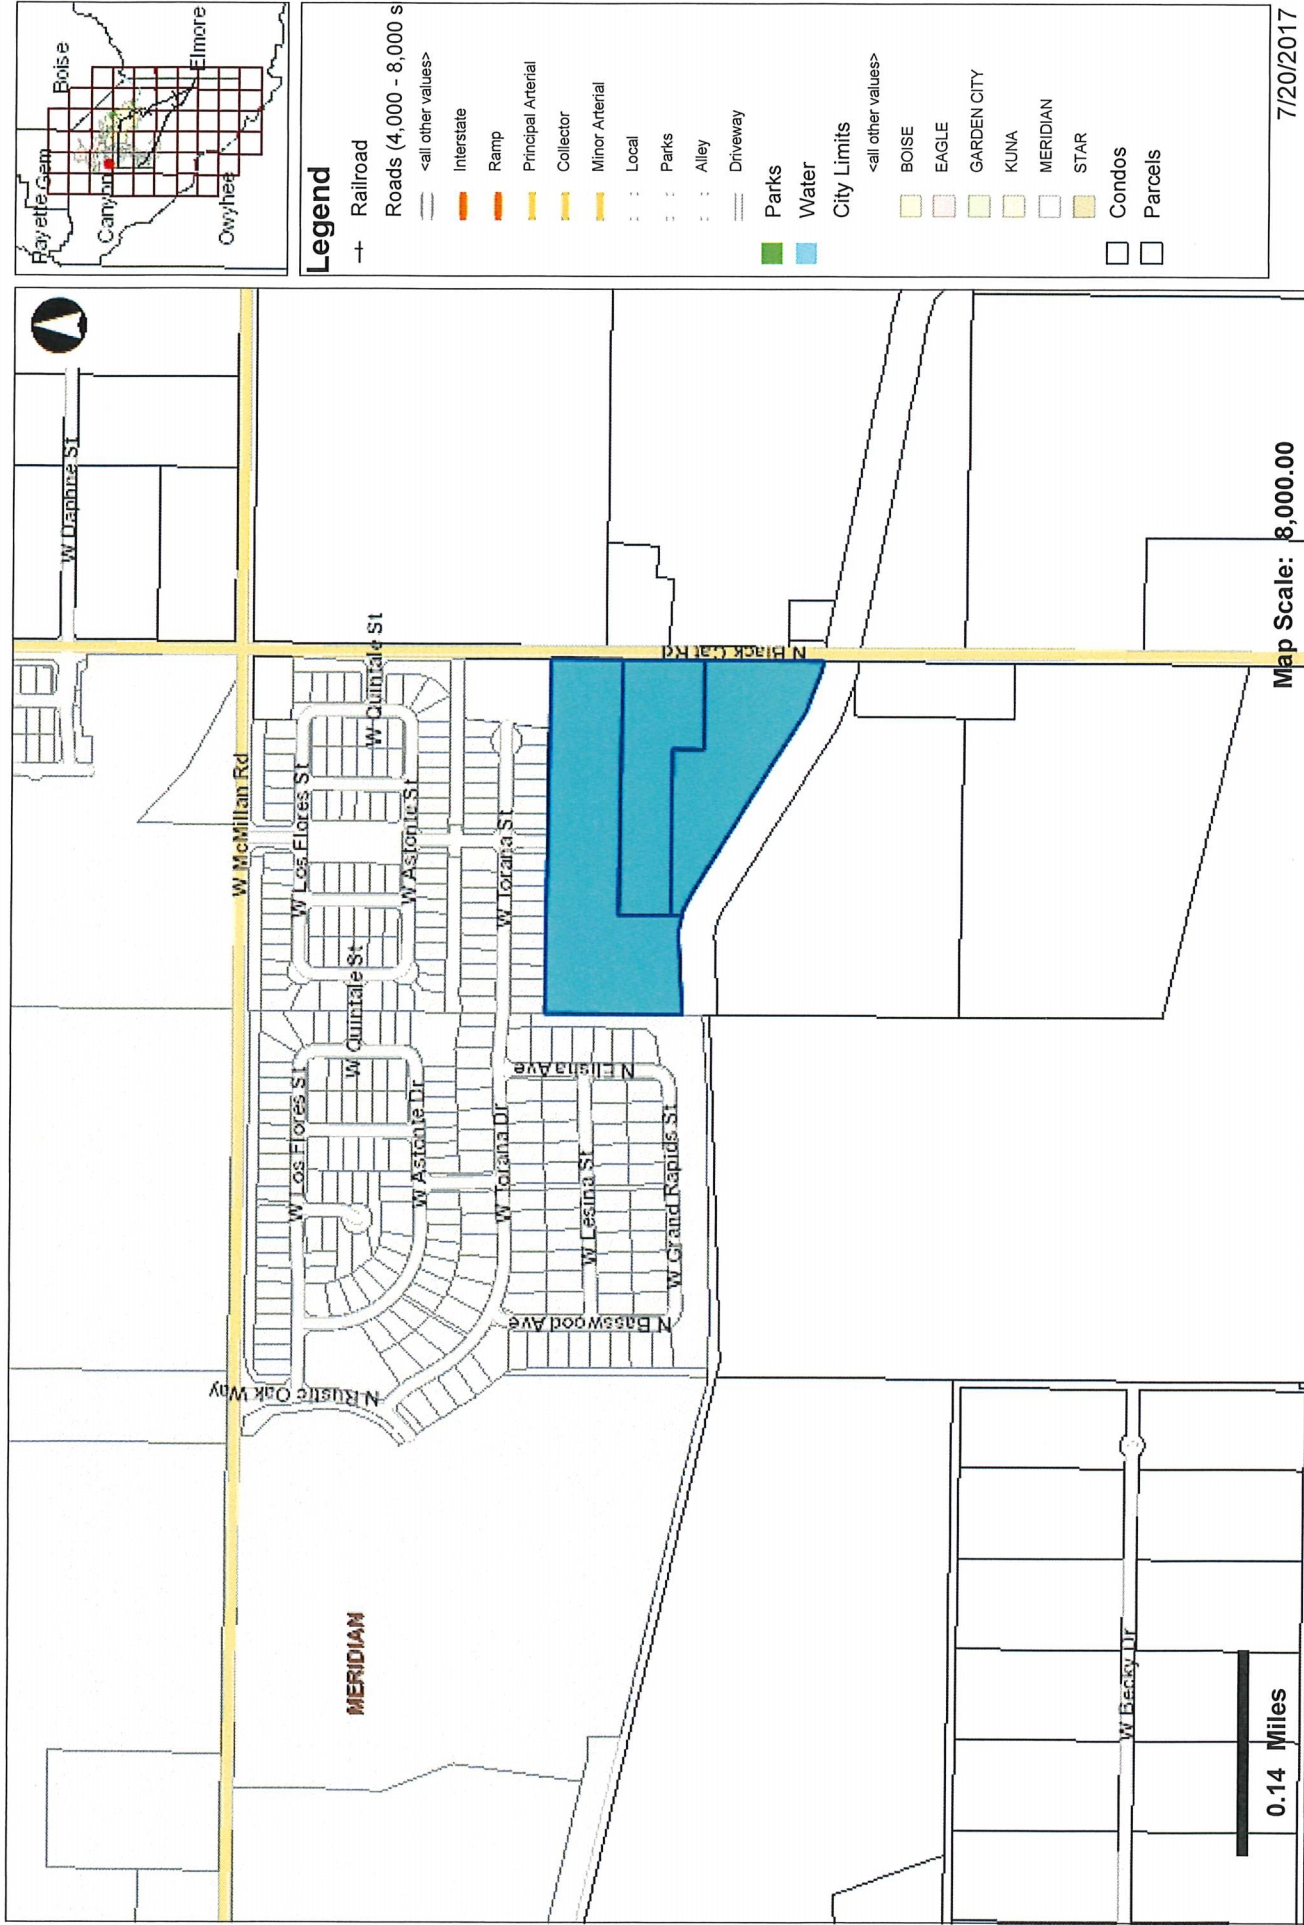 Payette
Gem
Boise
Canyon
Elmore
Owyhee
Legend
Railroad
Roads (4,000 - 8,000 s
<all other values>
Interstate
Ramp
Principal Arterial
Collector
Minor Arterial
Local
Parks
Alley
Driveway
Parks
Water
City Limits
<all other values>
BOISE
EAGLE
GARDEN CITY
KUNA
MERIDIAN
STAR
Condos
Parcels
7/20/2017
W Daphne St
W McMillan Rd
N Rustic Oak Way
W Los Flores St
W Los Flores St
W Quintale St
W Quintale St
MERIDIAN
W Astonte Dr
W Astonte St
W Torana Dr
W Torana St
N Elisha Ave
W Lesina St
N Basswood Ave
W Grand Rapids St
N Black Cat Rd
W Becky Dr
0.14 Miles
Map Scale: 8,000.00